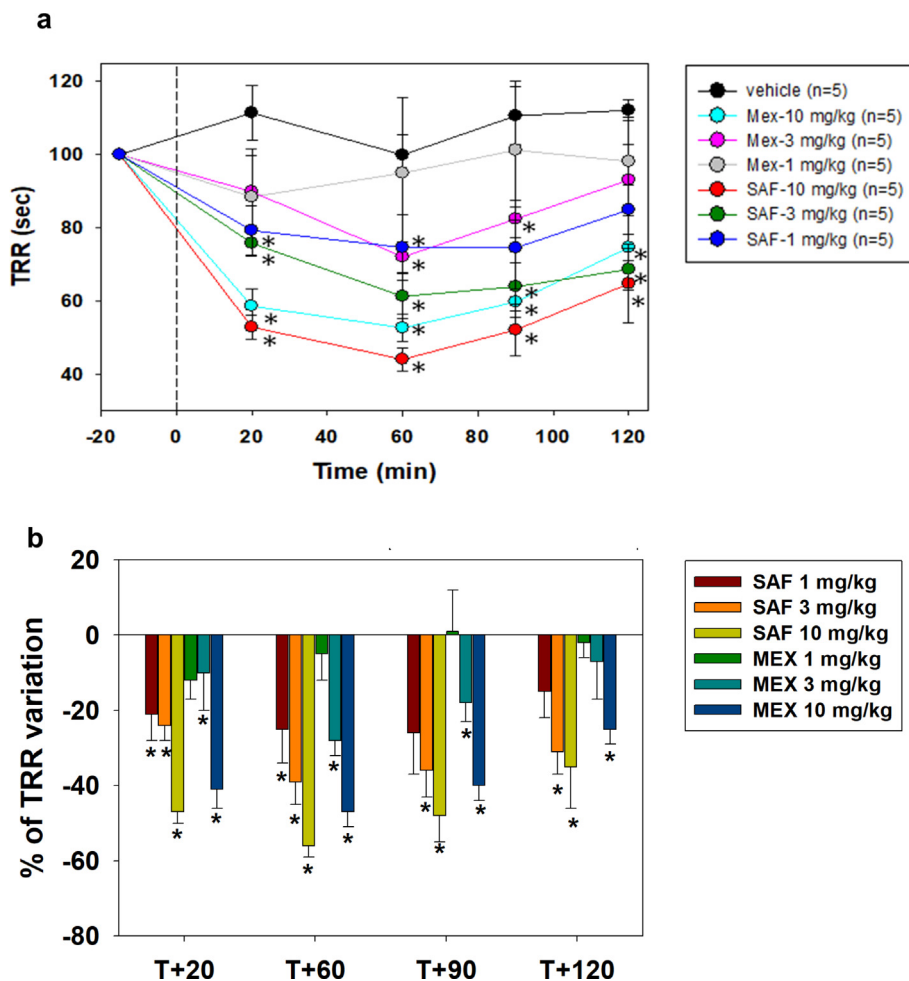 a
TRR (sec)
120
100
80
60
40
-20 0 20 40 60 80 100 120
Time (min)
* * * * * * * * * * * * * * *
vehicle (n=5)
Mex-10 mg/kg (n=5)
Mex-3 mg/kg (n=5)
Mex-1 mg/kg (n=5)
SAF-10 mg/kg (n=5)
SAF-3 mg/kg (n=5)
SAF-1 mg/kg (n=5)
b
% of TRR variation
20
0
-20
-40
-60
-80
* * * * * * * * * * * * * * * * *
T+20 T+60 T+90 T+120
SAF 1 mg/kg
SAF 3 mg/kg
SAF 10 mg/kg
MEX 1 mg/kg
MEX 3 mg/kg
MEX 10 mg/kg